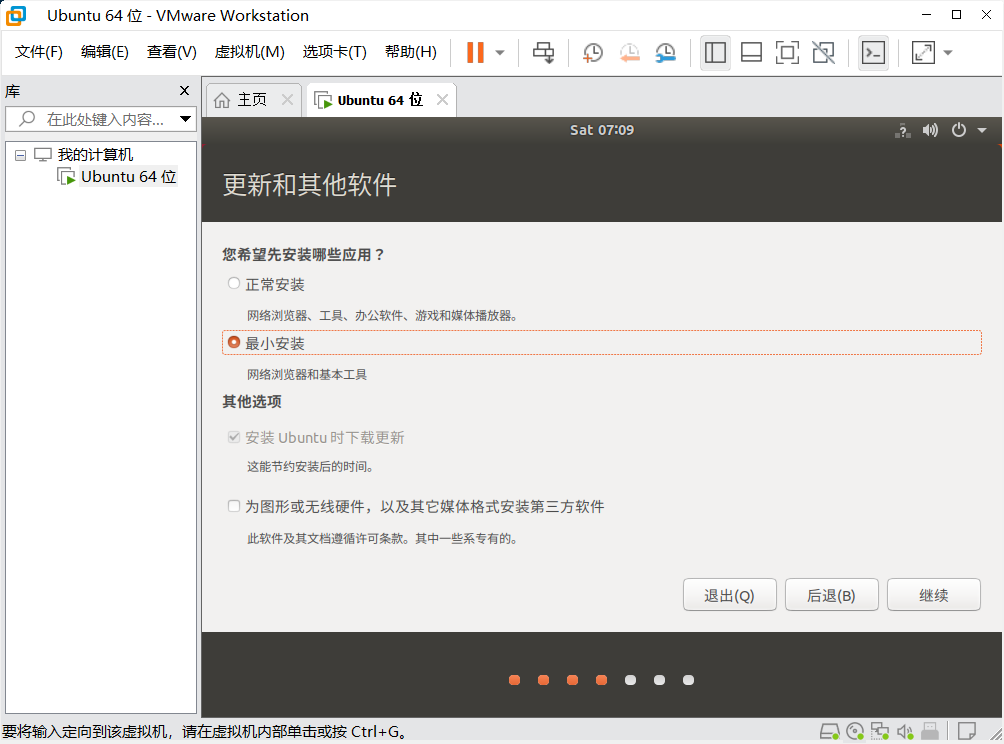 Ubuntu 64 位 - VMware Workstation
文件(F) 编辑(E) 查看(V) 虚拟机(M) 选项卡(T) 帮助(H)
库
在此处键入内容...
我的计算机
Ubuntu 64 位
主页
Ubuntu 64 位
Sat 07:09
更新和其他软件
您希望先安装哪些应用？
正常安装
网络浏览器、工具、办公软件、游戏和媒体播放器。
最小安装
网络浏览器和基本工具
其他选项
安装 Ubuntu 时下载更新
这能节约安装后的时间。
为图形或无线硬件，以及其它媒体格式安装第三方软件
此软件及其文档遵循许可条款。其中一些系专有的。
退出(Q) 后退(B) 继续
要将输入定向到该虚拟机，请在虚拟机内部单击或按 Ctrl+G。